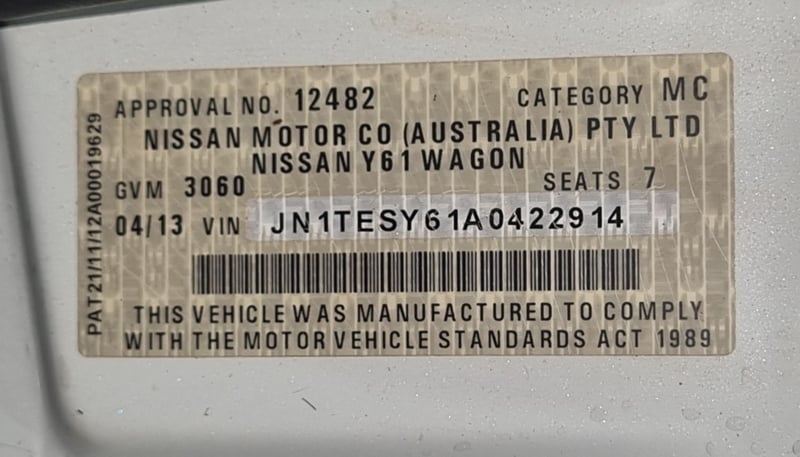 APPROVAL NO. 12482 CATEGORY MC
NISSAN MOTOR CO (AUSTRALIA) PTY LTD
NISSAN Y61 WAGON
GVM 3060 SEATS 7
04/13 VIN JN1TESY61A0422914
THIS VEHICLE WAS MANUFACTURED TO COMPLY
WITH THE MOTOR VEHICLE STANDARDS ACT 1989
PAT21/11/12A00019629